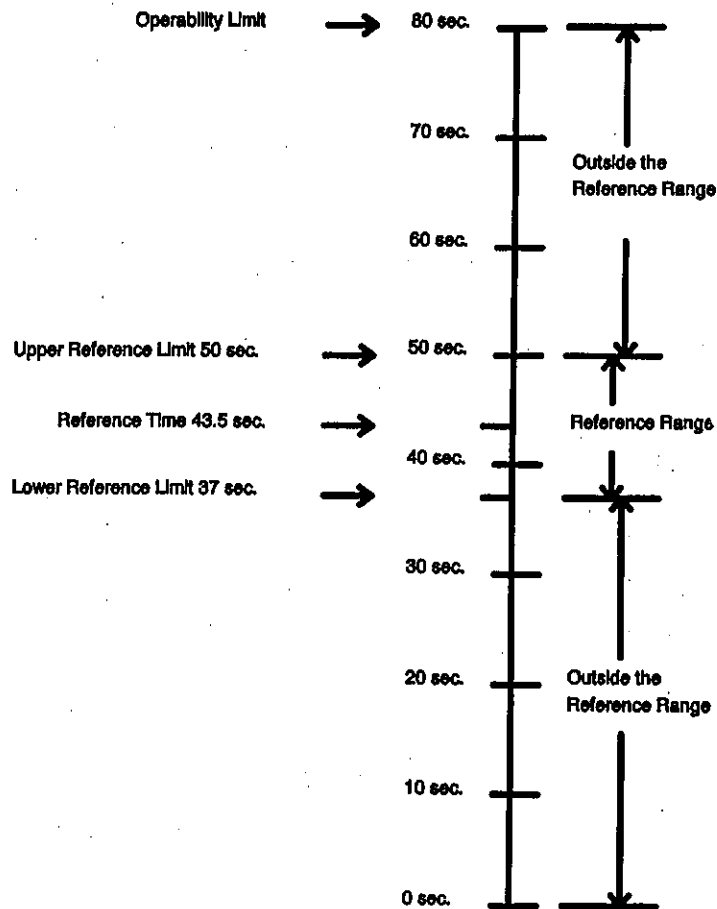 Operability Limit
80 sec.
70 sec.
Outside the
Reference Range
60 sec.
Upper Reference Limit 50 sec.
50 sec.
Reference Time 43.5 sec.
Reference Range
40 sec.
Lower Reference Limit 37 sec.
30 sec.
20 sec.
Outside the
Reference Range
10 sec.
0 sec.